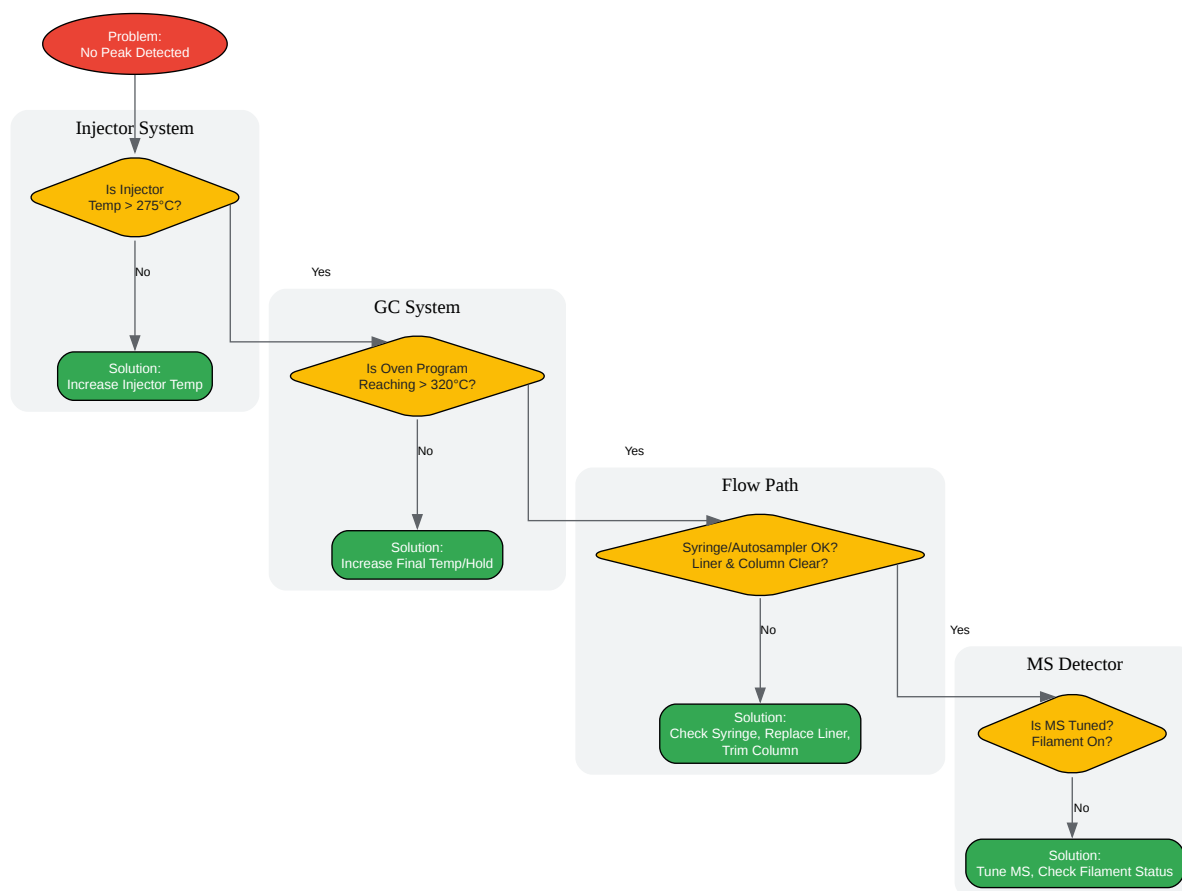 Problem:
No Peak Detected
Injector System
Is Injector
Temp > 275°C?
No
Yes
Solution:
Increase Injector Temp
GC System
Is Oven Program
Reaching > 320°C?
No
Yes
Solution:
Increase Final Temp/Hold
Flow Path
Syringe/Autosampler OK?
Liner & Column Clear?
No
Yes
Solution:
Check Syringe, Replace Liner,
Trim Column
MS Detector
Is MS Tuned?
Filament On?
No
Solution:
Tune MS, Check Filament Status